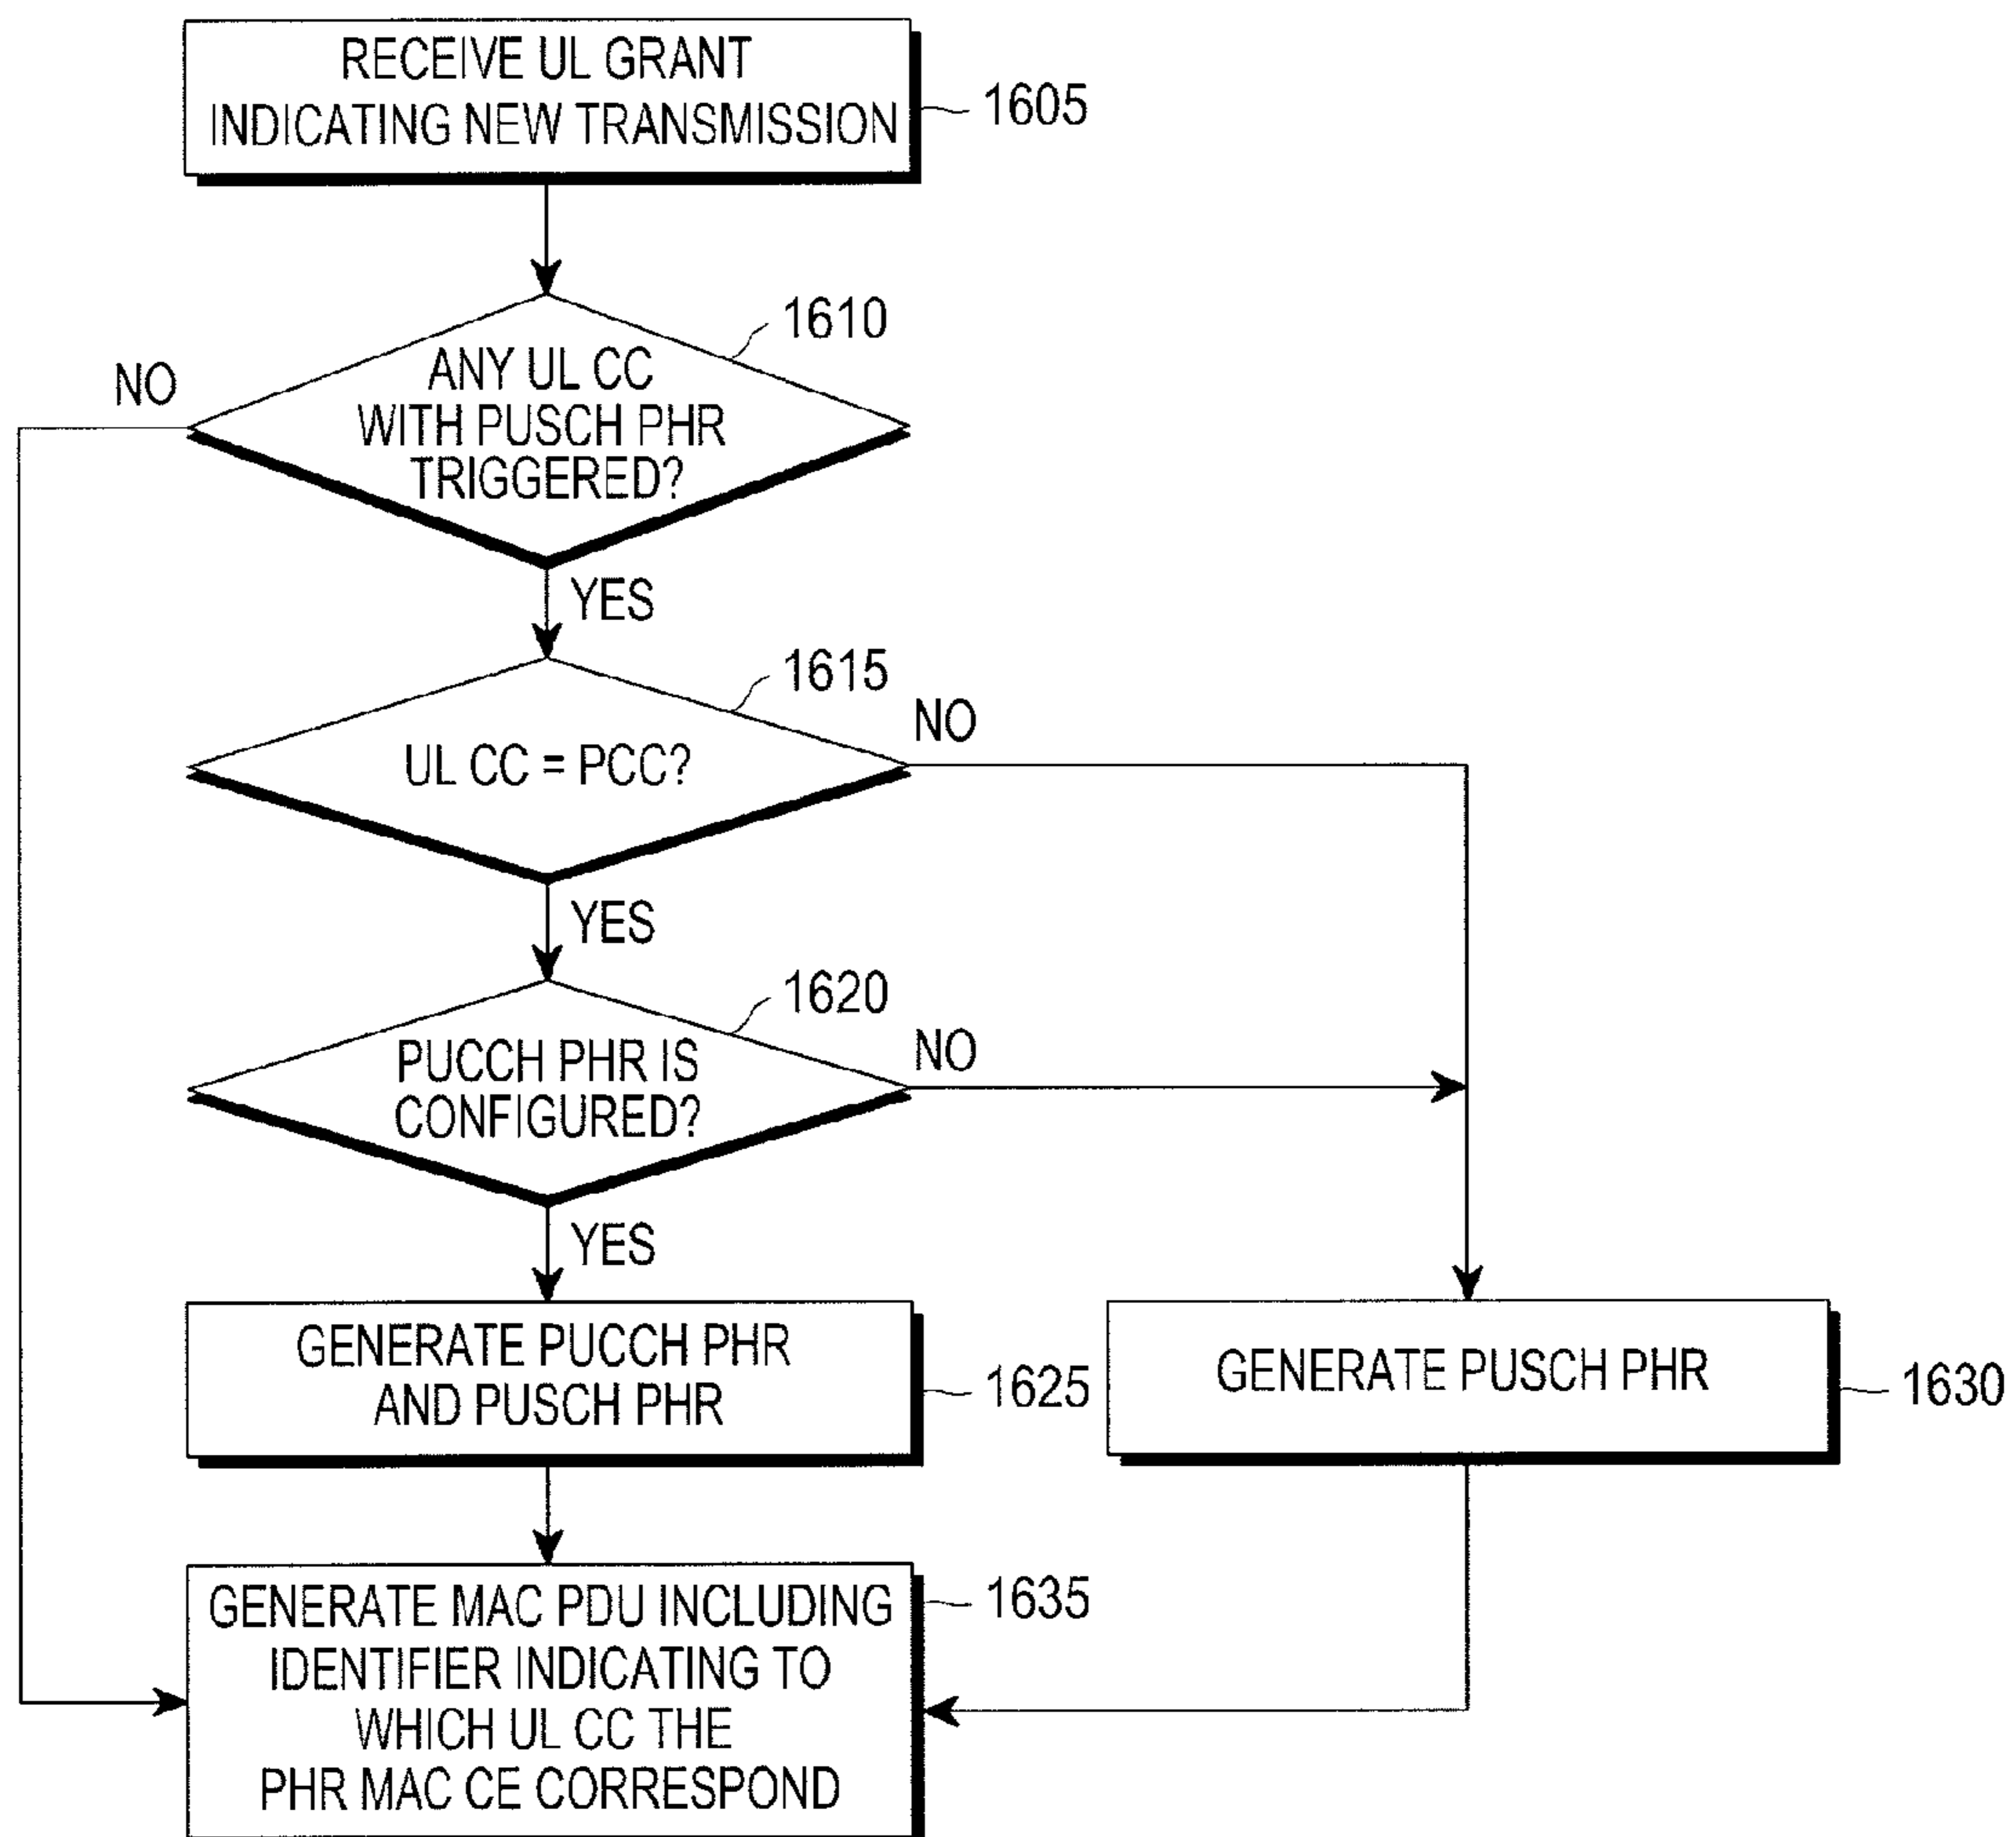 RECEIVE UL GRANT
INDICATING NEW TRANSMISSION
1605
1610
NO
ANY UL CC
WITH PUSCH PHR
TRIGGERED?
YES
1615
NO
UL CC = PCC?
YES
1620
NO
PUCCH PHR IS
CONFIGURED?
YES
GENERATE PUCCH PHR
AND PUSCH PHR
1625
GENERATE PUSCH PHR
1630
GENERATE MAC PDU INCLUDING
IDENTIFIER INDICATING TO
WHICH UL CC THE
PHR MAC CE CORRESPOND
1635